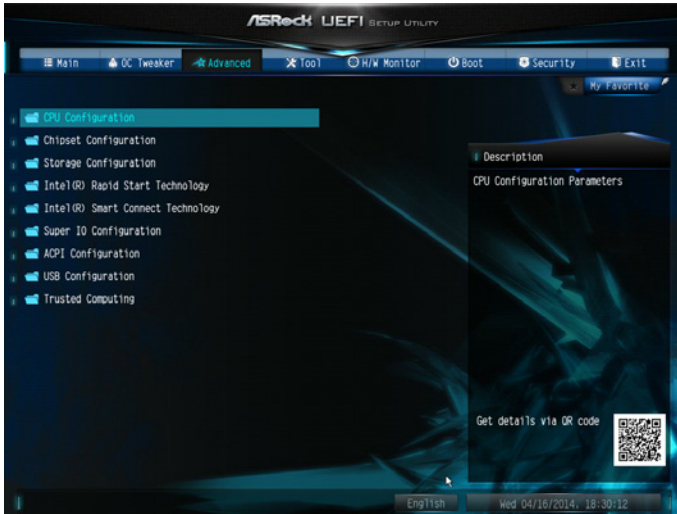 ASRock UEFI SETUP UTILITY
Main OC Tweaker Advanced Tool H/W Monitor Boot Security Exit
My Favorite
CPU Configuration
Chipset Configuration
Storage Configuration
Intel(R) Rapid Start Technology
Intel(R) Smart Connect Technology
Super IO Configuration
ACPI Configuration
USB Configuration
Trusted Computing
Description
CPU Configuration Parameters
Get details via QR code
English
Wed 04/16/2014. 18:30:12